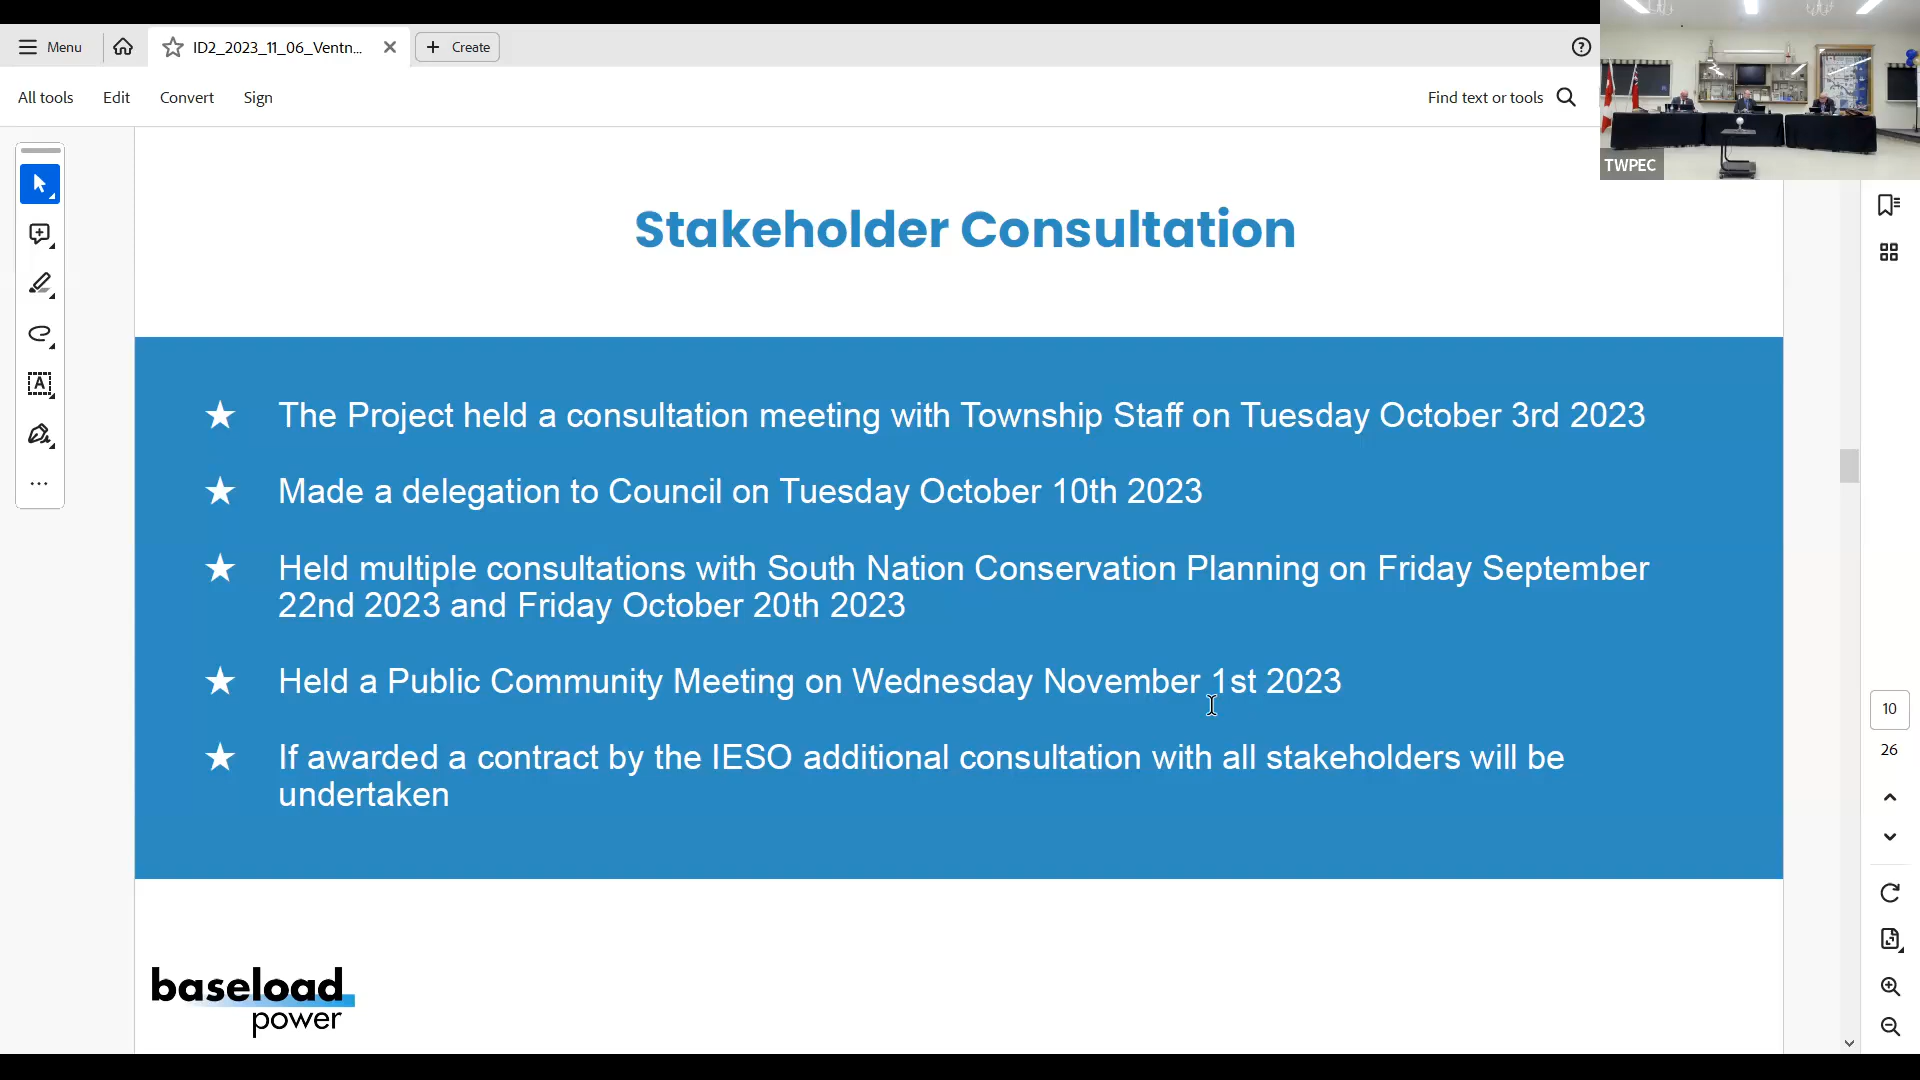 Menu
ID2_2023_11_06_Ventn...
Create
All tools
Edit
Convert
Sign
Find text or tools
TWPEC
Stakeholder Consultation
The Project held a consultation meeting with Township Staff on Tuesday October 3rd 2023
Made a delegation to Council on Tuesday October 10th 2023
Held multiple consultations with South Nation Conservation Planning on Friday September
22nd 2023 and Friday October 20th 2023
Held a Public Community Meeting on Wednesday November 1st 2023
If awarded a contract by the IESO additional consultation with all stakeholders will be
undertaken
10
26
baseload
power